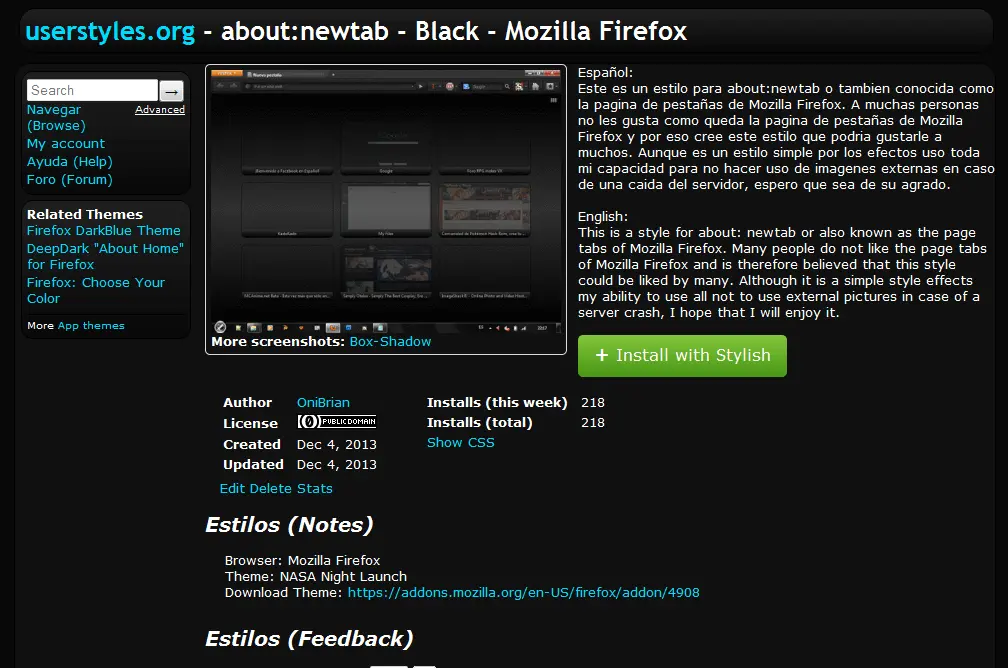 userstyles.org - about:newtab - Black - Mozilla Firefox
Search
→
Navegar
(Browse)
Advanced
My account
Ayuda (Help)
Foro (Forum)
Related Themes
Firefox DarkBlue Theme
DeepDark "About Home"
for Firefox
Firefox: Choose Your
Color
More App themes
Nueva pestaña
Google
My Alex
More screenshots: Box-Shadow
Español:
Este es un estilo para about:newtab o tambien conocida como
la pagina de pestañas de Mozilla Firefox. A muchas personas
no les gusta como queda la pagina de pestañas de Mozilla
Firefox y por eso cree este estilo que podria gustarle a
muchos. Aunque es un estilo simple por los efectos uso toda
mi capacidad para no hacer uso de imagenes externas en caso
de una caida del servidor, espero que sea de su agrado.
English:
This is a style for about: newtab or also known as the page
tabs of Mozilla Firefox. Many people do not like the page tabs
of Mozilla Firefox and is therefore believed that this style
could be liked by many. Although it is a simple style effects
my ability to use all not to use external pictures in case of a
server crash, I hope that I will enjoy it.
+ Install with Stylish
Author OniBrian
License PUBLIC DOMAIN
Created Dec 4, 2013
Updated Dec 4, 2013
Installs (this week) 218
Installs (total) 218
Show CSS
Edit Delete Stats
Estilos (Notes)
Browser: Mozilla Firefox
Theme: NASA Night Launch
Download Theme: https://addons.mozilla.org/en-US/firefox/addon/4908
Estilos (Feedback)